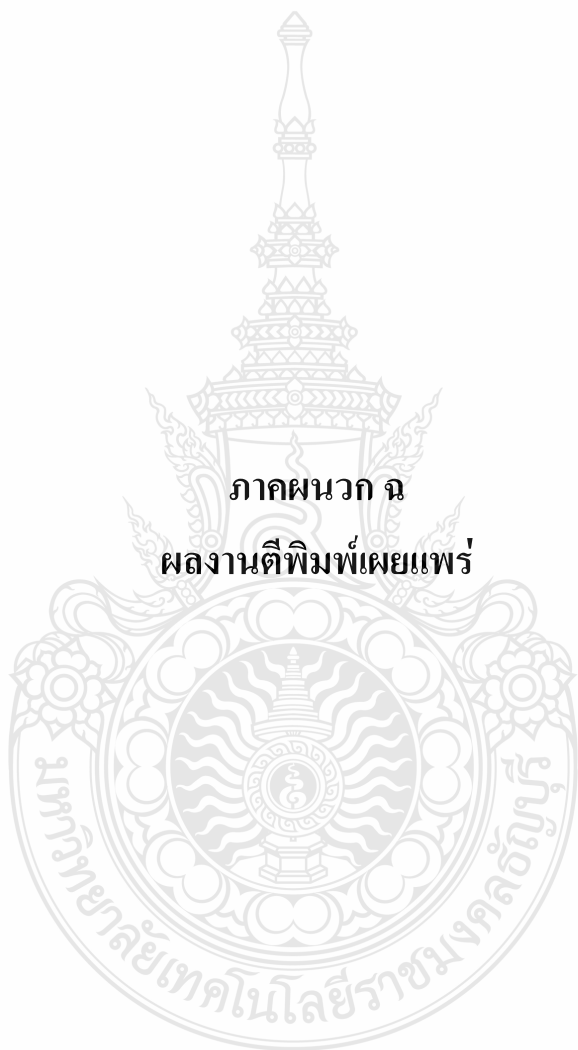 ภาคผนวก ฉ
ผลงานตีพิมพ์เผยแพร่
มหาวิทยาลัยเทคโนโลยีราชมงคลธัญบุรี